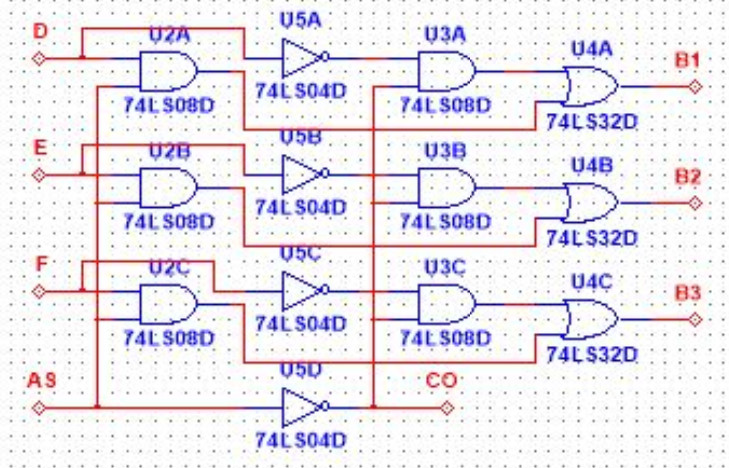 D
U2A
U5A
U3A
U4A
B1
74LS08D
74LS04D
74LS08D
74LS32D
E
U2B
U5B
U3B
U4B
B2
74LS08D
74LS04D
74LS08D
74LS32D
F
U2C
U5C
U3C
U4C
B3
74LS08D
74LS04D
74LS08D
74LS32D
AS
U5D
CO
74LS04D